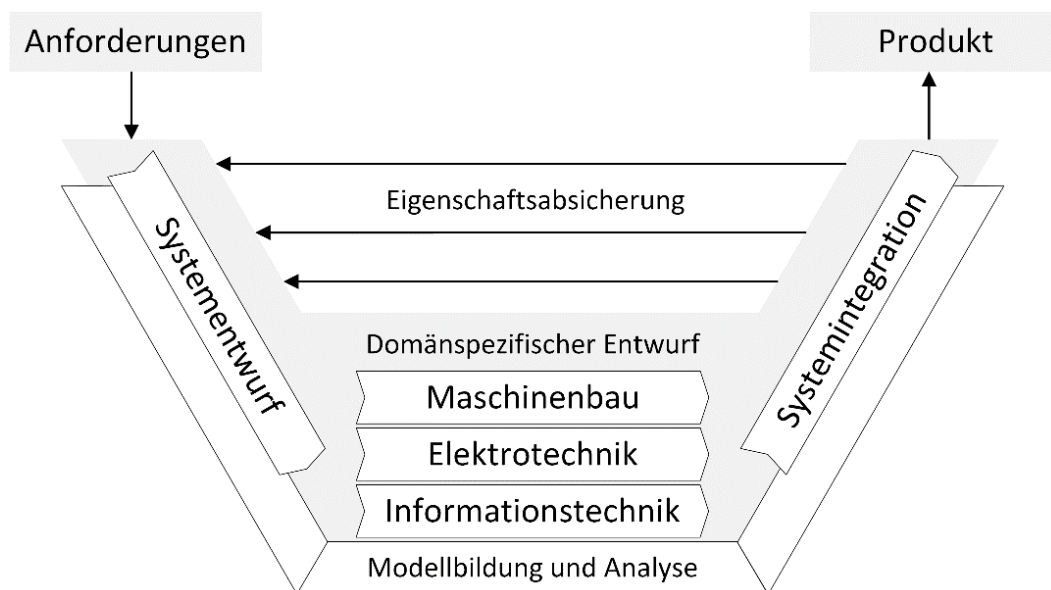 Anforderungen
Produkt
Eigenschaftsabsicherung
Systementwurf
Systemintegration
Domänspezifischer Entwurf
Maschinenbau
Elektrotechnik
Informationstechnik
Modellbildung und Analyse